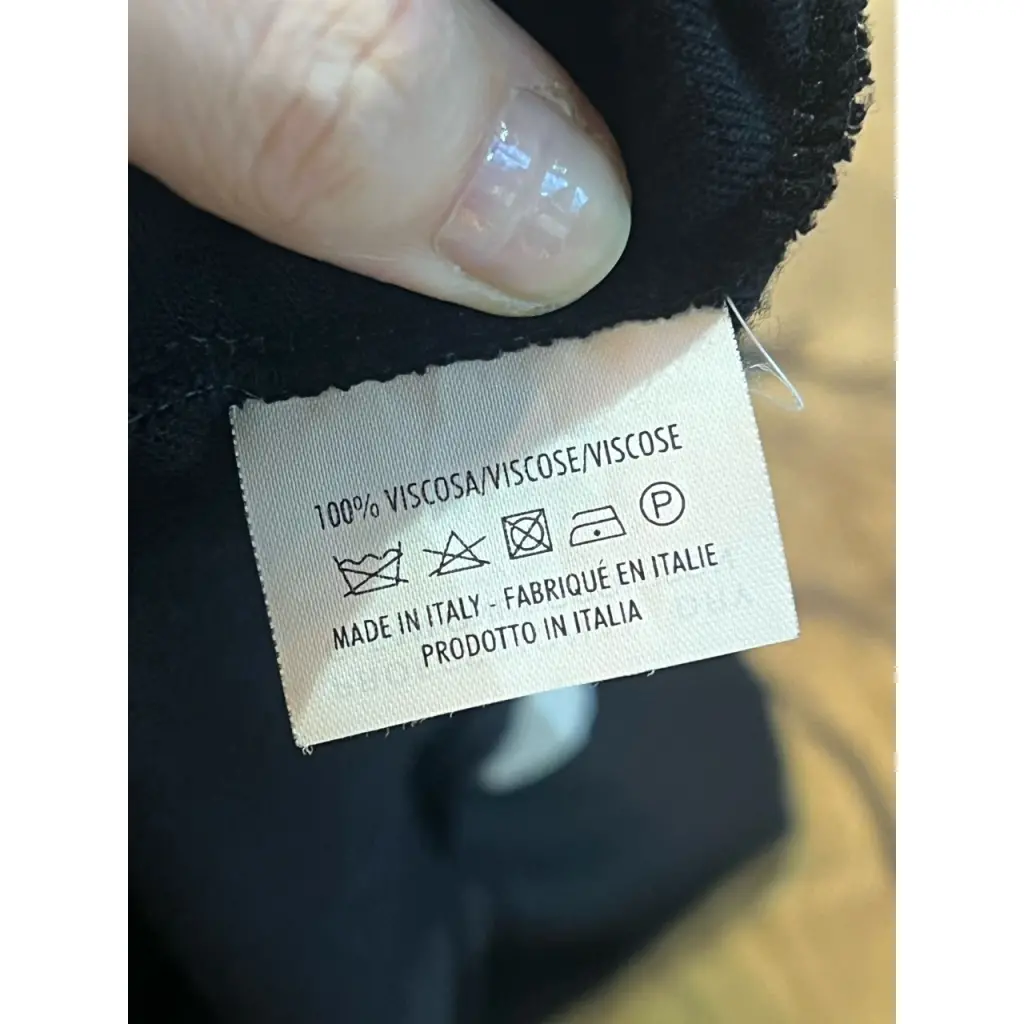 100% VISCOSA/VISCOSE/VISCOSE
P
MADE IN ITALY - FABRIQUÉ EN ITALIE
PRODOTTO IN ITALIA